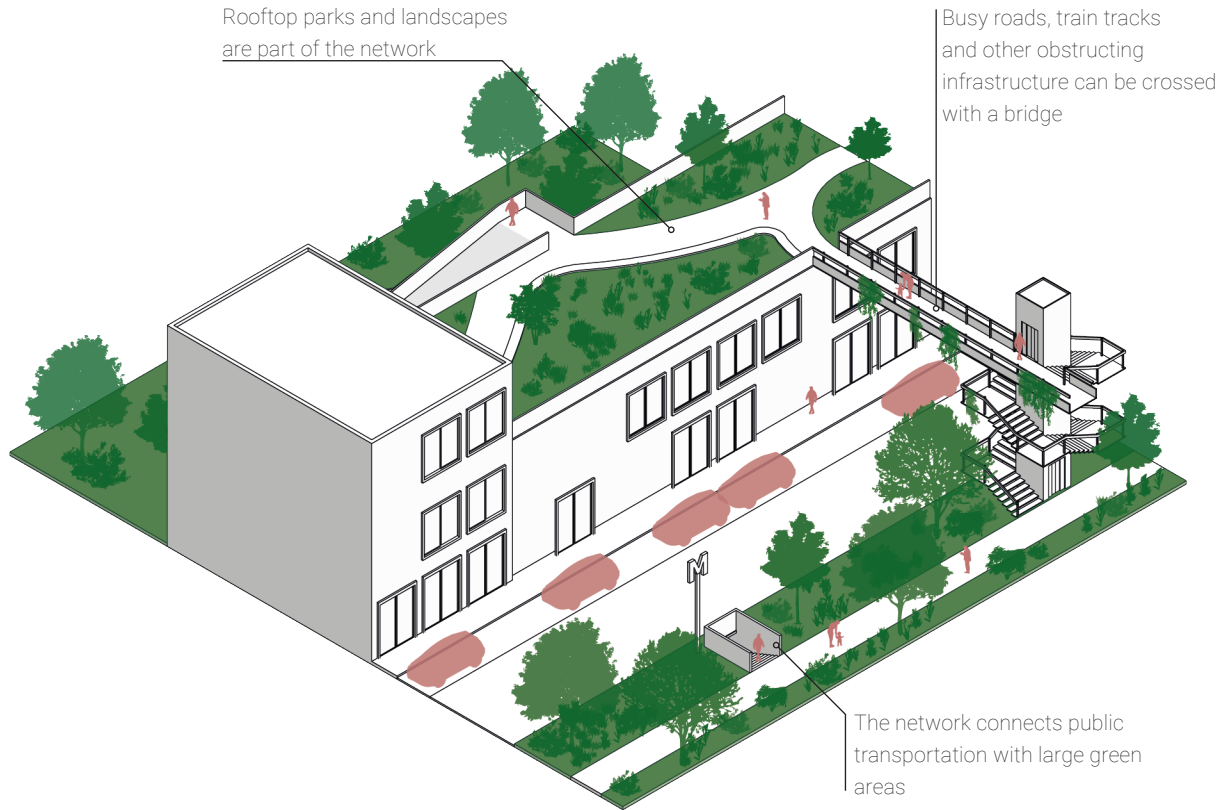 Rooftop parks and landscapes
are part of the network
Busy roads, train tracks
and other obstructing
infrastructure can be crossed
with a bridge
M
The network connects public
transportation with large green
areas